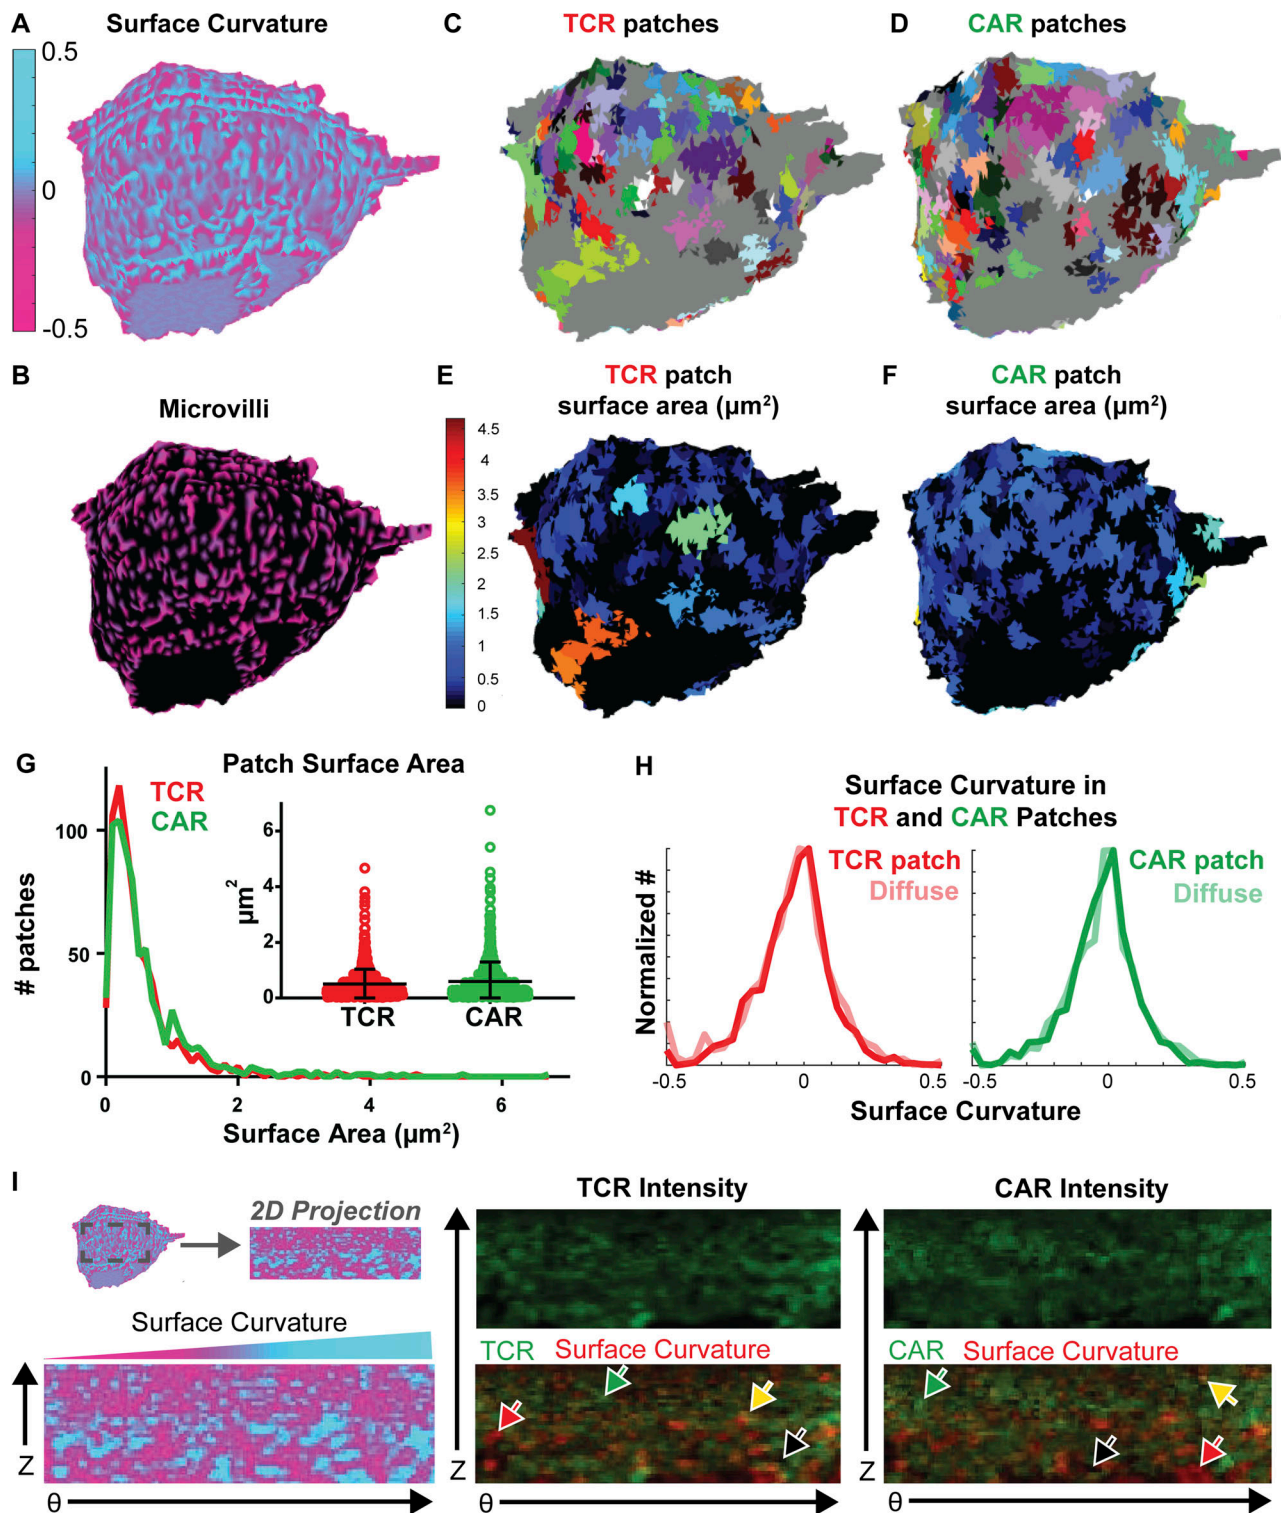 A
Surface Curvature
0.5
0
-0.5
C
TCR patches
D
CAR patches
B
Microvilli
E
TCR patch
surface area (µm²)
4.5
4
3.5
3
2.5
2
1.5
1
0.5
0
F
CAR patch
surface area (µm²)
G
Patch Surface Area
TCR
CAR
# patches
100
50
0
0
2
4
6
Surface Area (µm²)
µm²
6
4
2
0
TCR
CAR
H
Surface Curvature in
TCR and CAR Patches
Normalized #
TCR patch
Diffuse
-0.5
0
0.5
CAR patch
Diffuse
-0.5
0
0.5
Surface Curvature
I
2D Projection
Surface Curvature
Z
θ
TCR Intensity
TCR Surface Curvature
Z
θ
CAR Intensity
CAR Surface Curvature
Z
θ